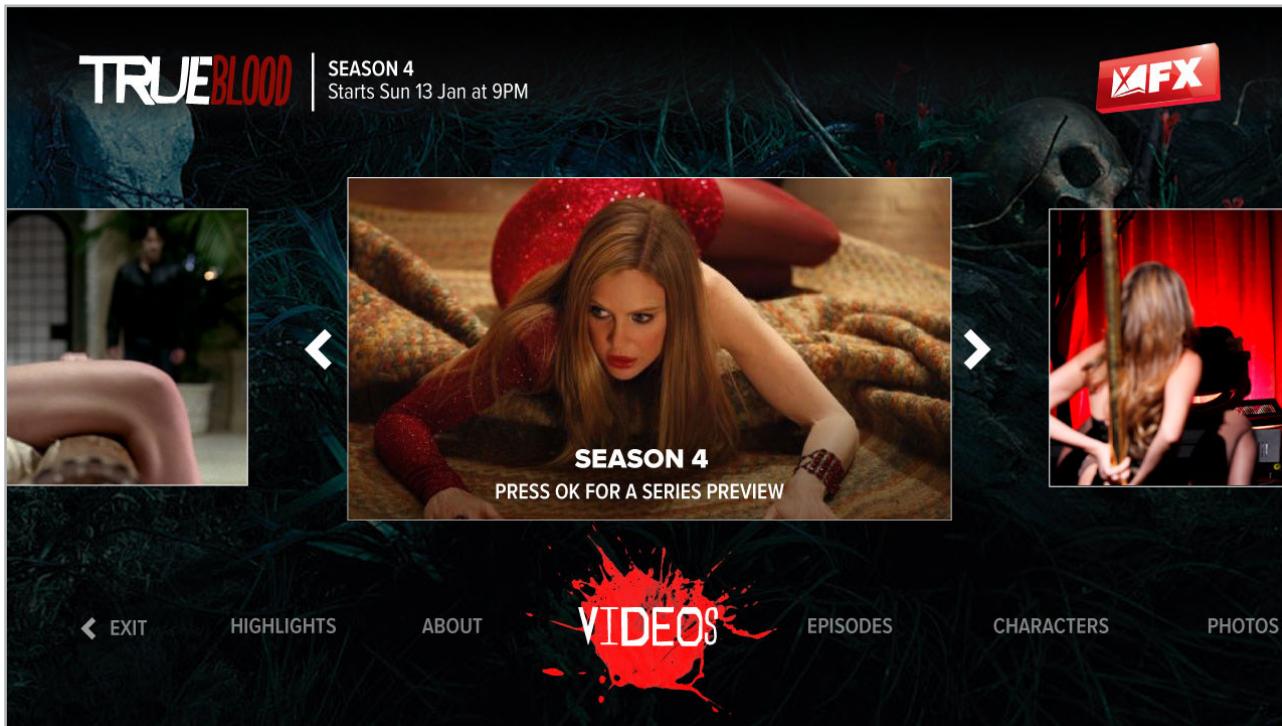 TRUEBLOOD
SEASON 4
Starts Sun 13 Jan at 9PM
FX
SEASON 4
PRESS OK FOR A SERIES PREVIEW
EXIT
HIGHLIGHTS
ABOUT
VIDEOS
EPISODES
CHARACTERS
PHOTOS